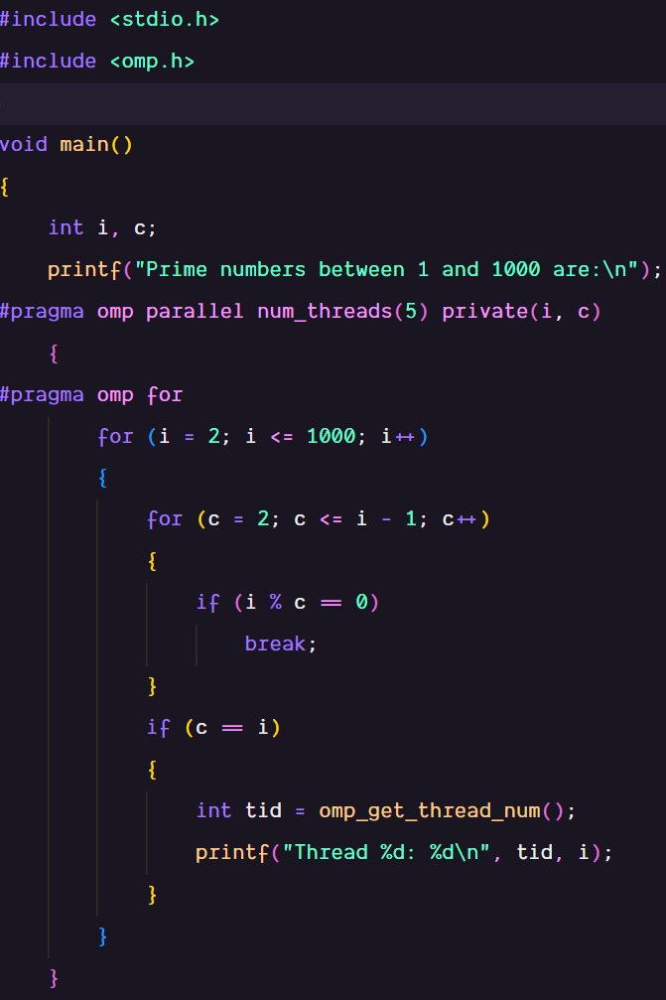 #include <stdio.h>
#include <omp.h>
void main()
{
    int i, c;
    printf("Prime numbers between 1 and 1000 are:\n");
#pragma omp parallel num_threads(5) private(i, c)
    {
#pragma omp for
        for (i = 2; i <= 1000; i++)
        {
            for (c = 2; c <= i - 1; c++)
            {
                if (i % c == 0)
                    break;
            }
            if (c == i)
            {
                int tid = omp_get_thread_num();
                printf("Thread %d: %d\n", tid, i);
            }
        }
    }